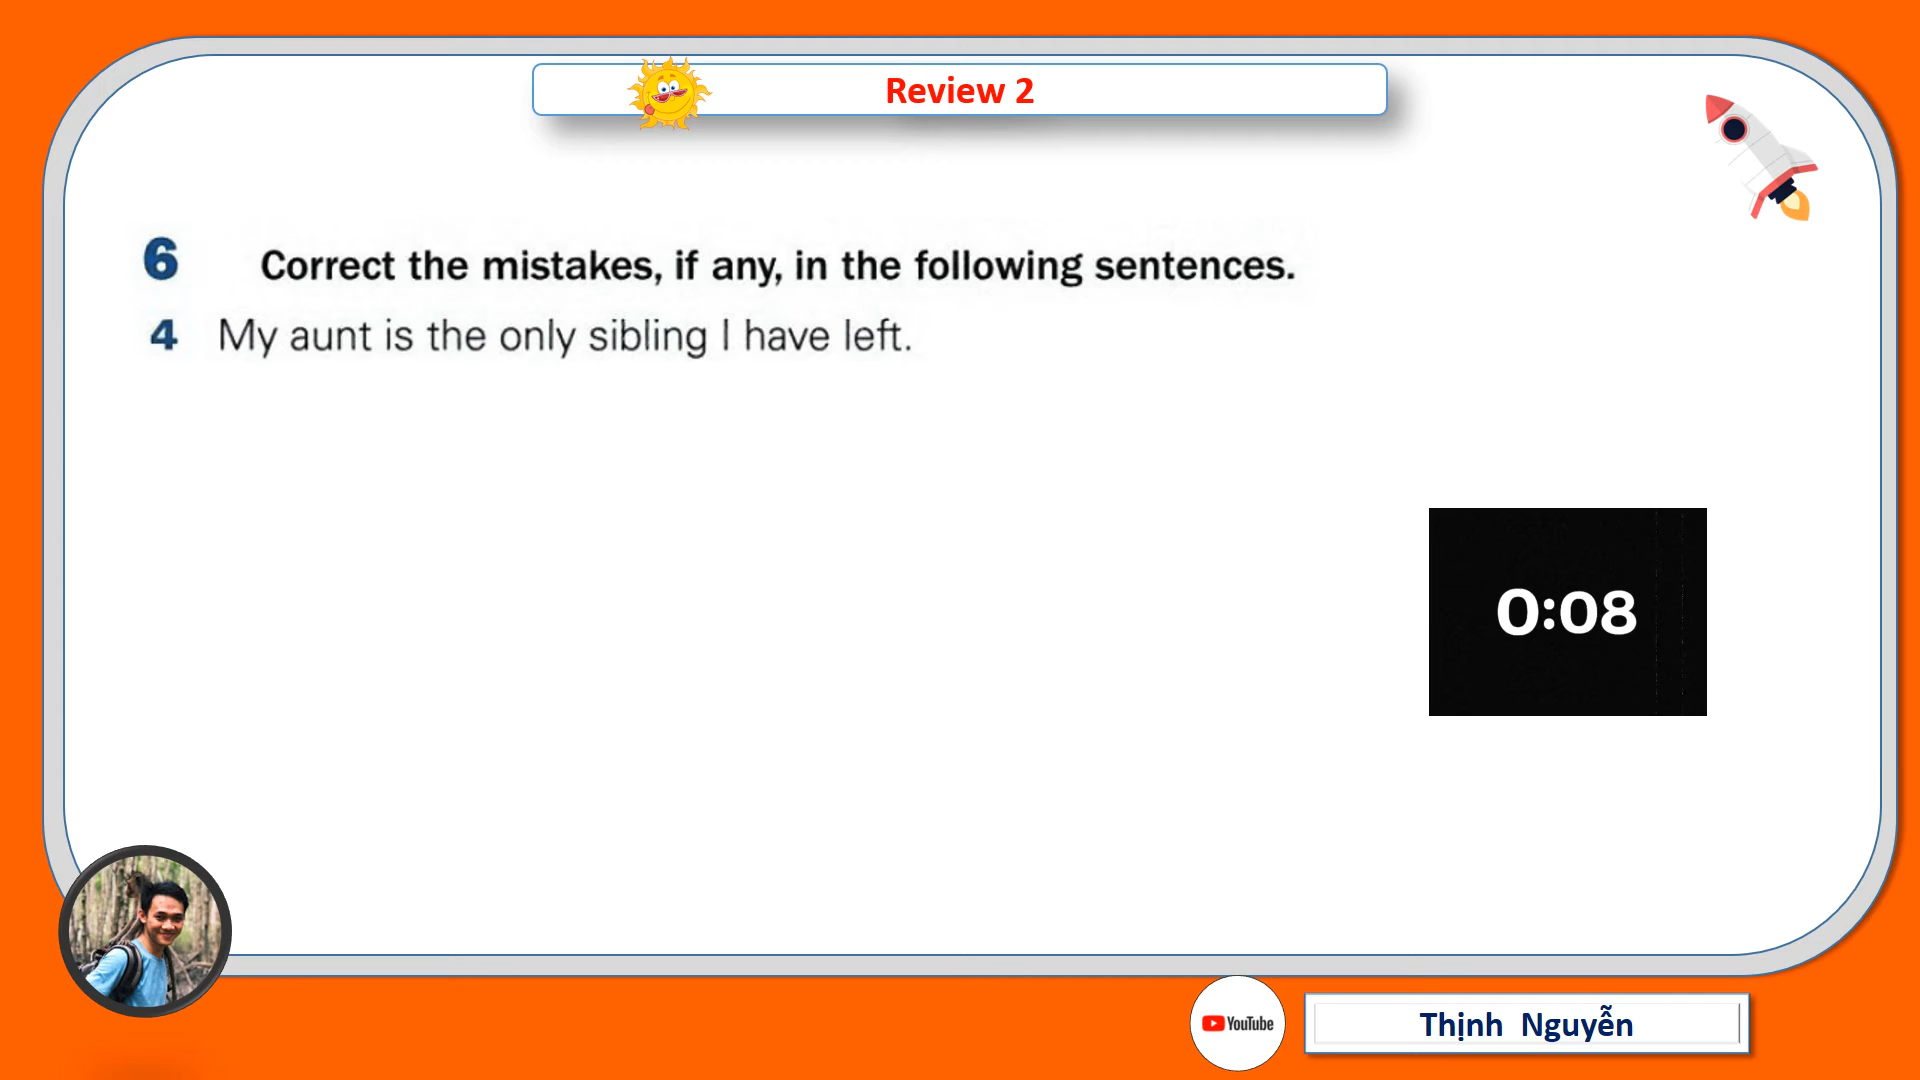 Review 2
6 Correct the mistakes, if any, in the following sentences.
4 My aunt is the only sibling I have left.
0:08
YouTube
Thịnh Nguyễn